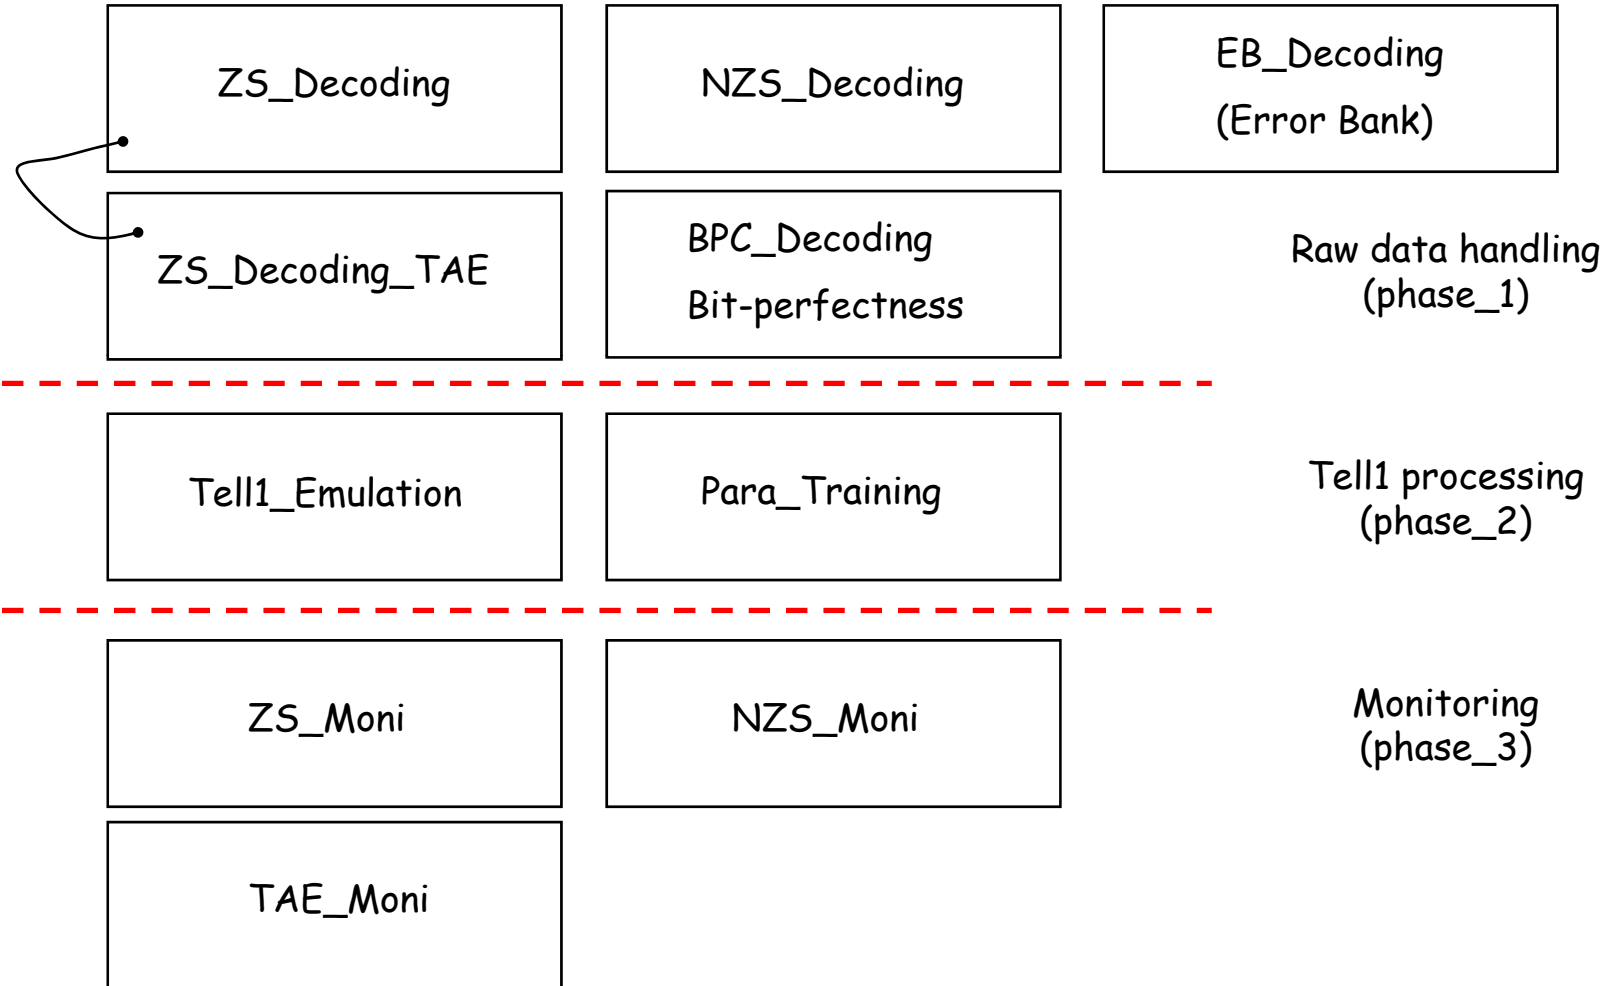 ZS_Decoding
NZS_Decoding
EB_Decoding
(Error Bank)
ZS_Decoding_TAE
BPC_Decoding
Bit-perfectness
Raw data handling
(phase_1)
Tell1_Emulation
Para_Training
Tell1 processing
(phase_2)
ZS_Moni
NZS_Moni
Monitoring
(phase_3)
TAE_Moni